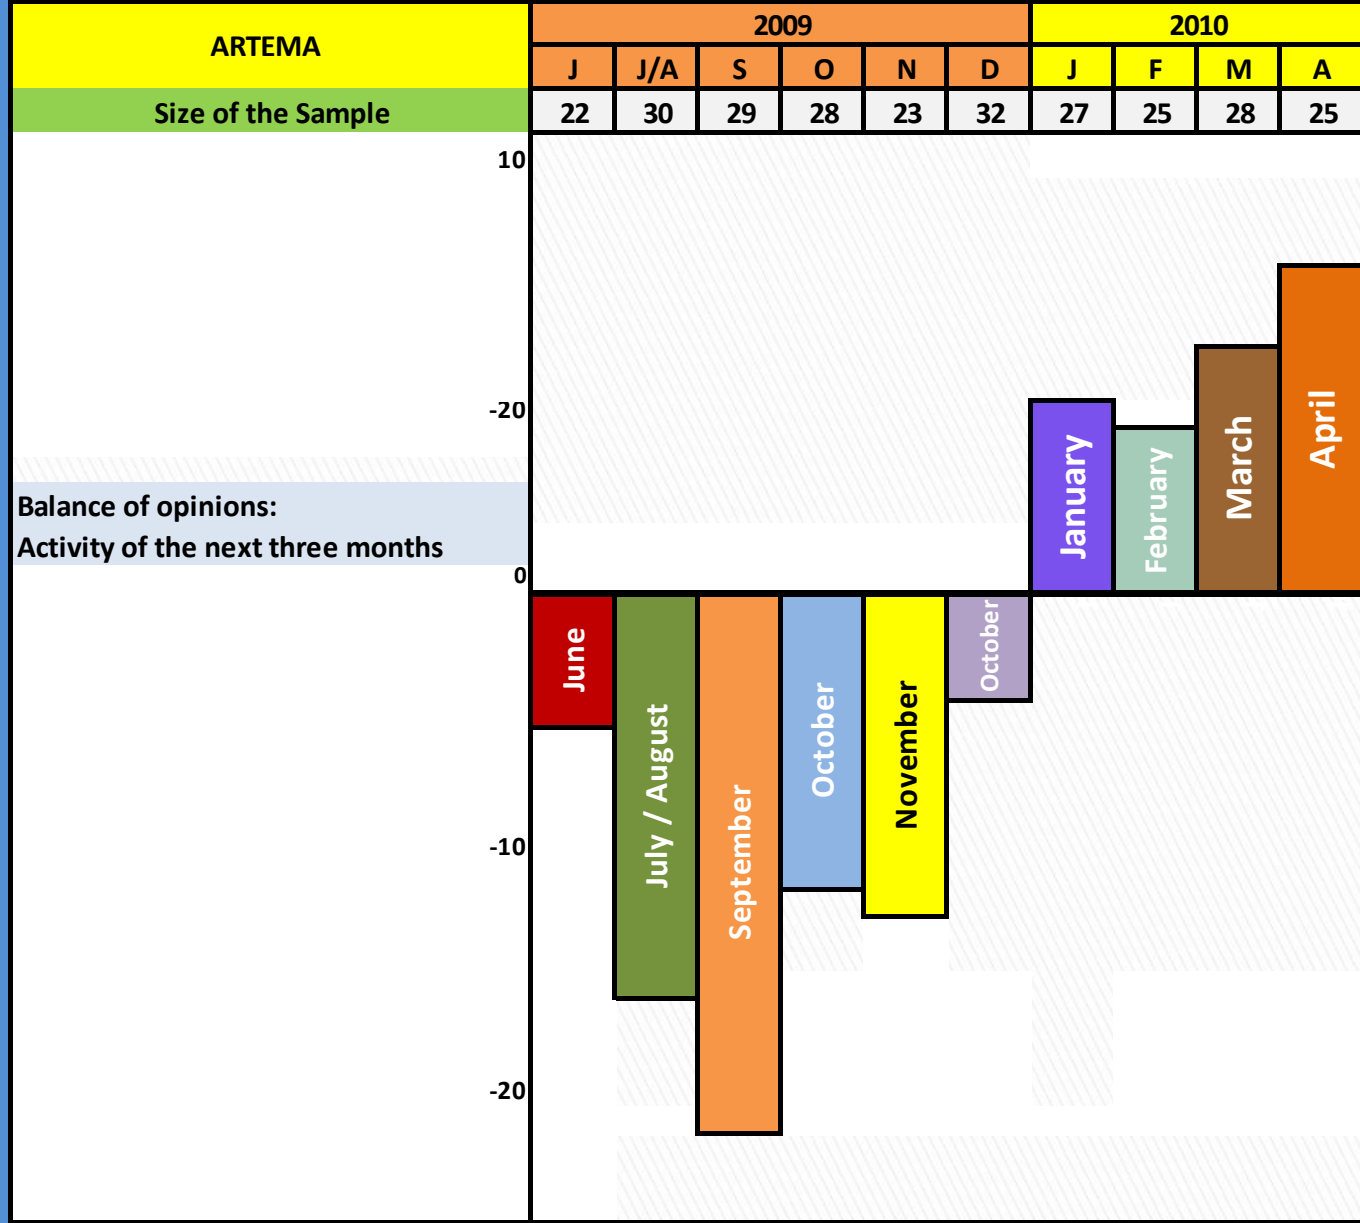 ARTEMA
2009 2010
J J/A S O N D J F M A
Size of the Sample 22 30 29 28 23 32 27 25 28 25
10
-20
Balance of opinions:
Activity of the next three months
0
-10
-20
June
July / August
September
October
November
October
January
February
March
April